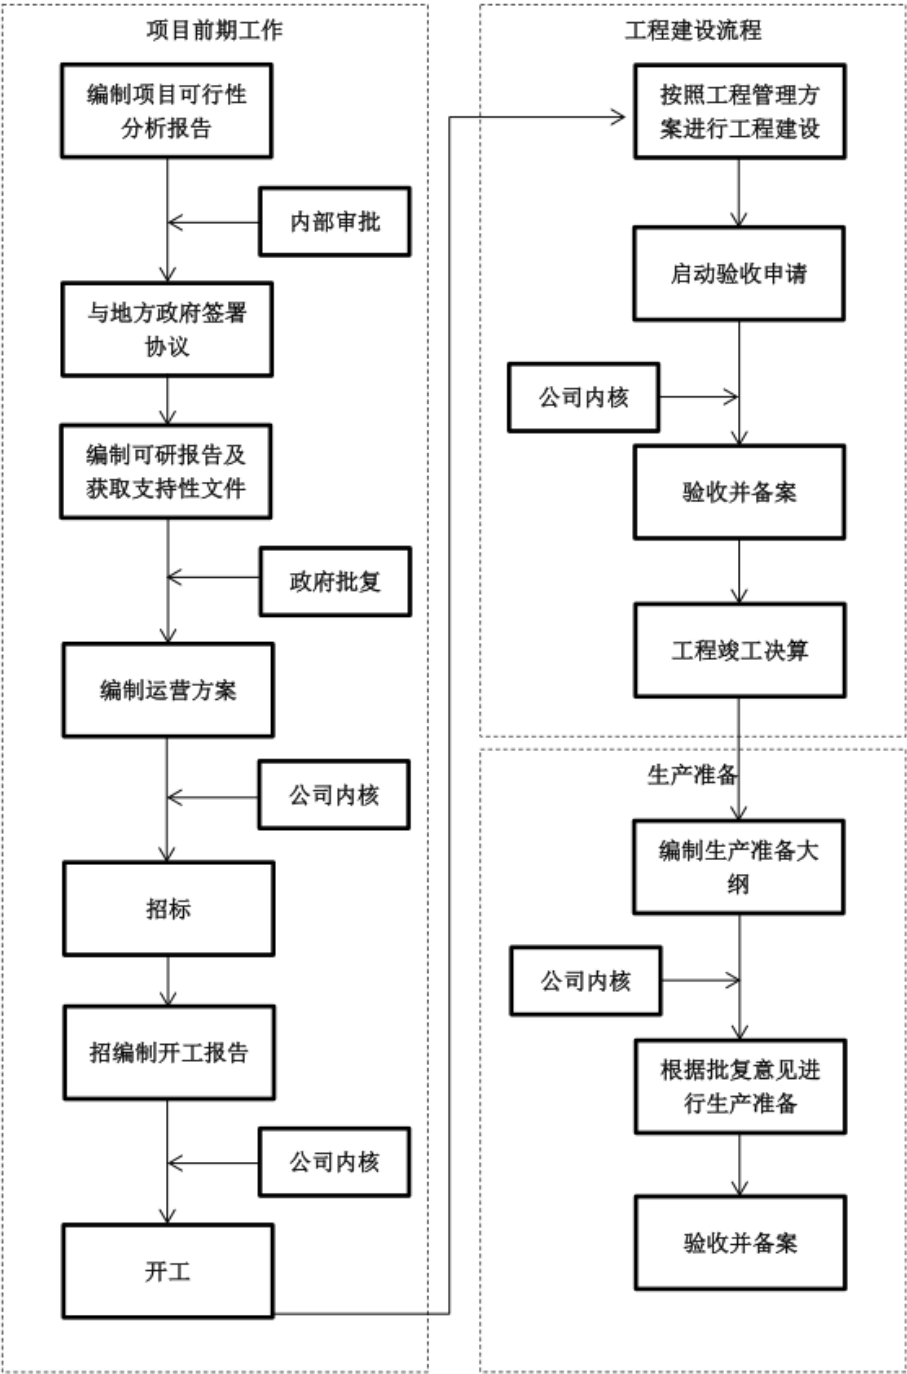 项目前期工作
编制项目可行性
分析报告
内部审批
与地方政府签署
协议
编制可研报告及
获取支持性文件
政府批复
编制运营方案
公司内核
招标
招编制开工报告
公司内核
开工
工程建设流程
按照工程管理方
案进行工程建设
启动验收申请
公司内核
验收并备案
工程竣工决算
生产准备
编制生产准备大
纲
公司内核
根据批复意见进
行生产准备
验收并备案